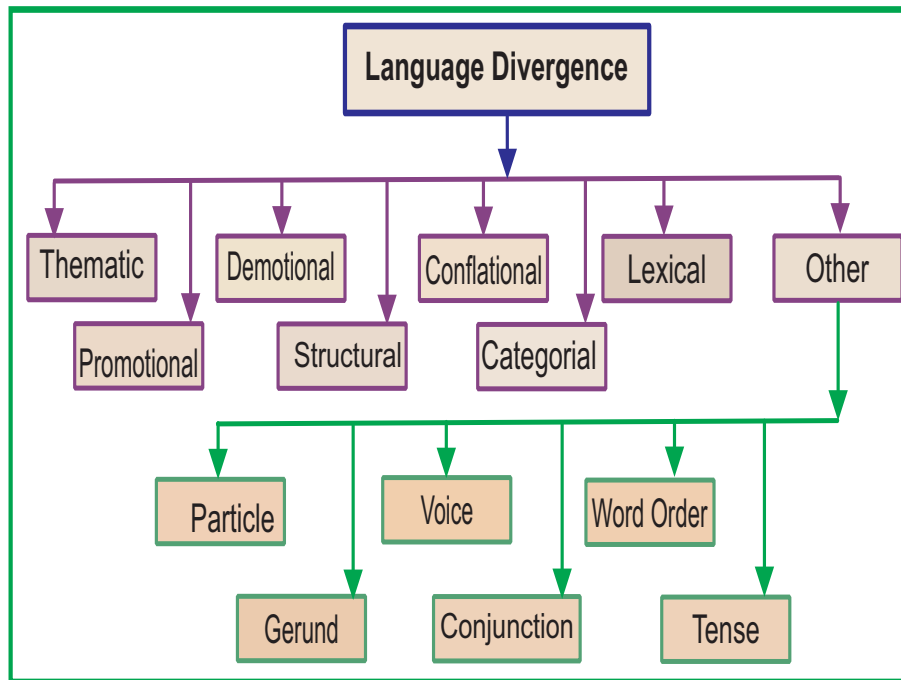 Language Divergence
Thematic
Demotional
Conflational
Lexical
Other
Promotional
Structural
Categorial
Particle
Voice
Word Order
Gerund
Conjunction
Tense